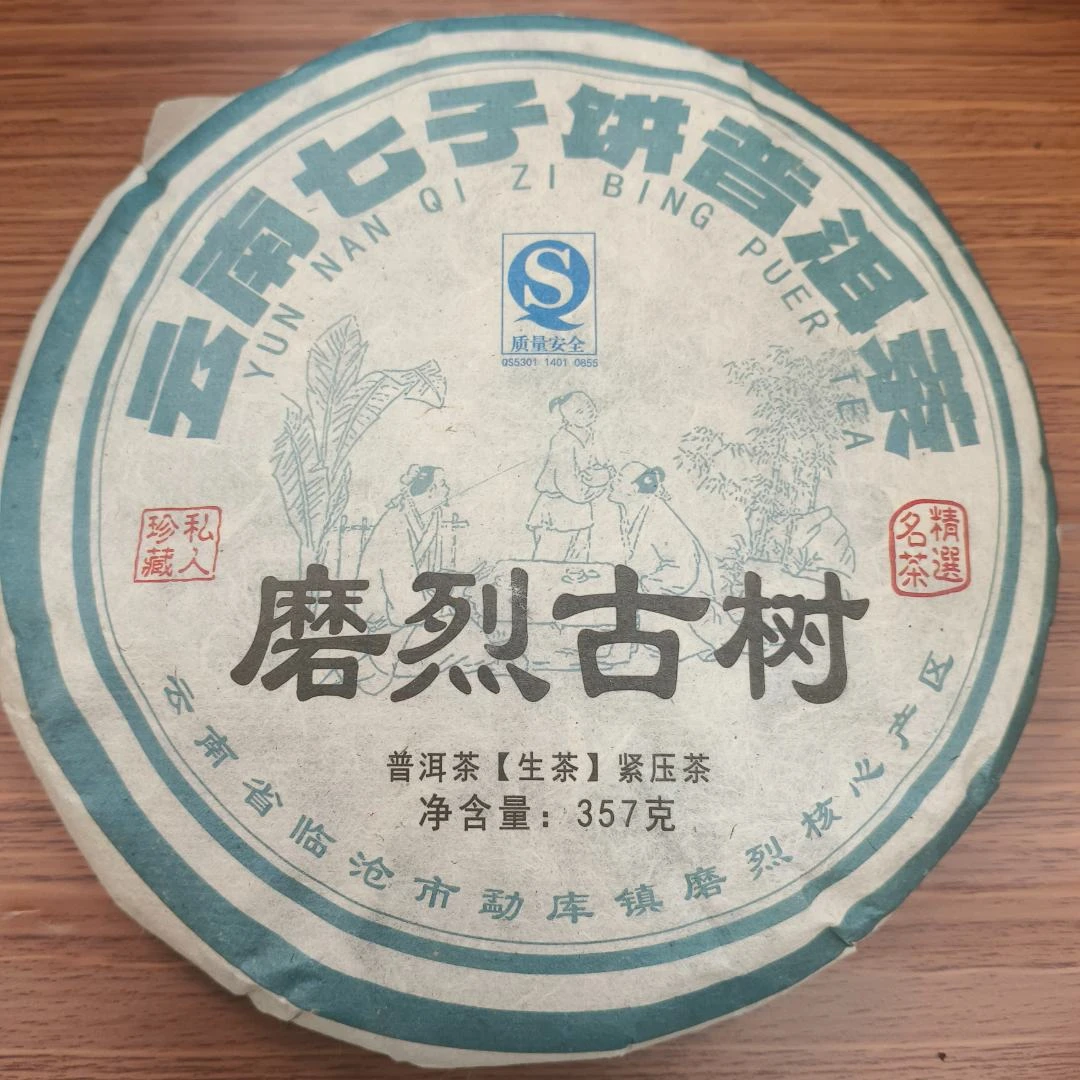 云南七子饼普洱茶
YUN NAN QI ZI BING PUER TEA
S
质量安全
QS5301 1401 0855
私人
珍藏
精選
名茶
磨烈古树
普洱茶【生茶】紧压茶
净含量：357克
云南省临沧市勐库镇磨烈核心产区